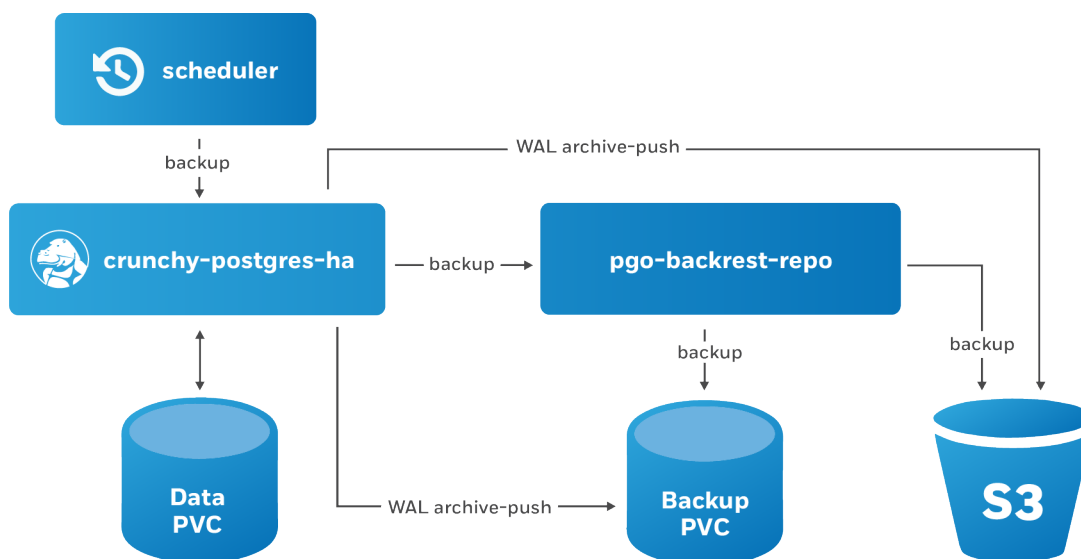 scheduler
backup
WAL archive-push
crunchy-postgres-ha
backup
pgo-backrest-repo
backup
backup
Data
PVC
WAL archive-push
Backup
PVC
S3